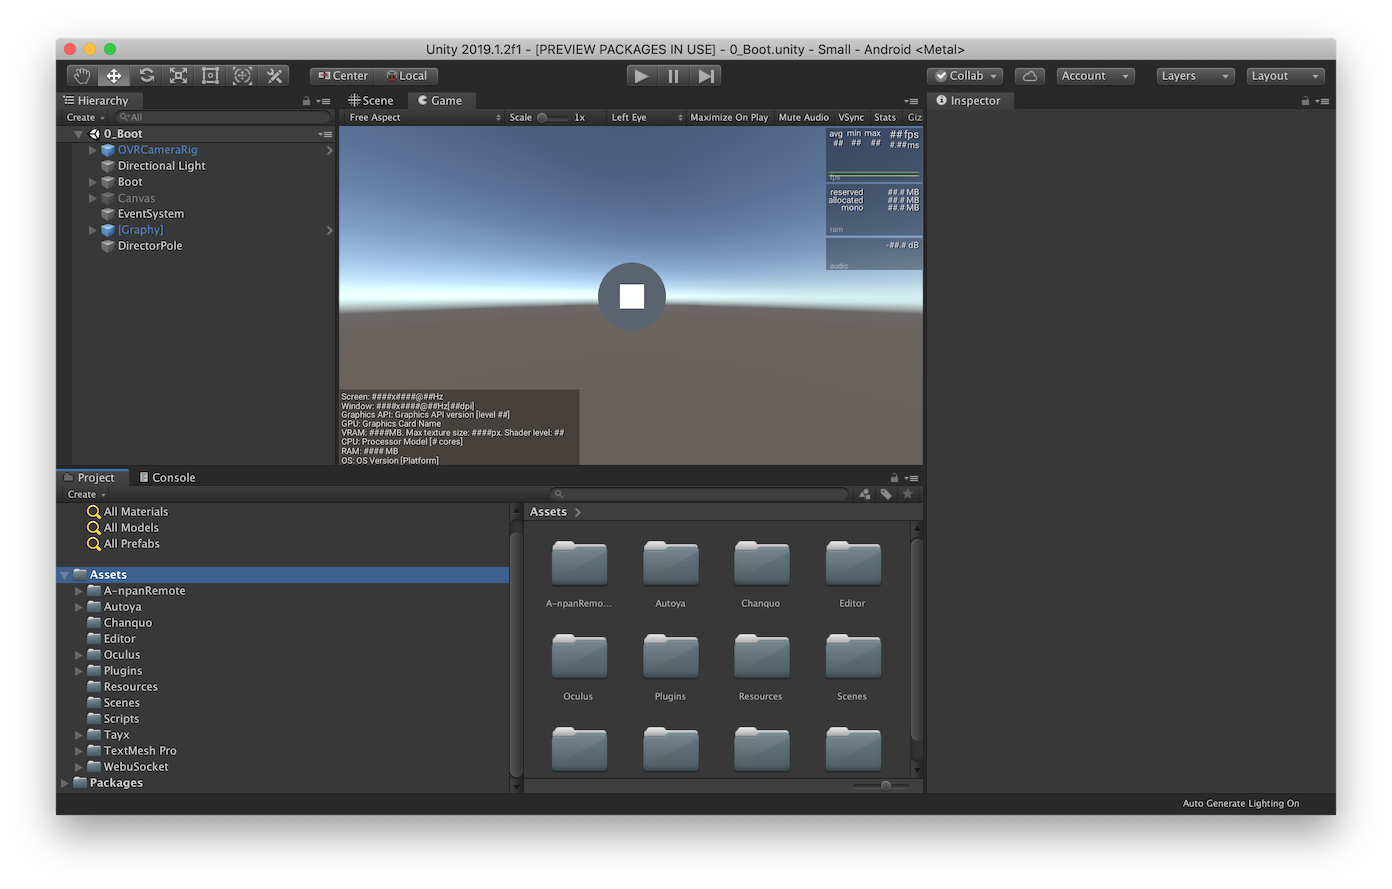 Unity 2019.1.2f1 - [PREVIEW PACKAGES IN USE] - 0_Boot.unity - Small - Android <Metal>
Center Local Collab Account Layers Layout
Hierarchy
Create All
0_Boot
OVRCameraRig
Directional Light
Boot
Canvas
EventSystem
[Graphy]
DirectorPole
Scene Game
Free Aspect Scale 1x Left Eye Maximize On Play Mute Audio VSync Stats Giz
avg min max ## fps
## ## ## #.##ms
fps
reserved ##.# MB
allocated ##.# MB
mono ##.# MB
ram
-##.# dB
audio
Screen: ####x####@##Hz
Window: ####x####@##Hz[##dpi]
Graphics API: Graphics API version [level ##]
GPU: Graphics Card Name
VRAM: ####MB. Max texture size: ####px. Shader level: ##
CPU: Processor Model [# cores]
RAM: #### MB
OS: OS Version [Platform]
Inspector
Project Console
Create
All Materials
All Models
All Prefabs
Assets
A-npanRemote
Autoya
Chanquo
Editor
Oculus
Plugins
Resources
Scenes
Scripts
Tayx
TextMesh Pro
WebuSocket
Packages
Assets
A-npanRemo... Autoya Chanquo Editor
Oculus Plugins Resources Scenes
Auto Generate Lighting On